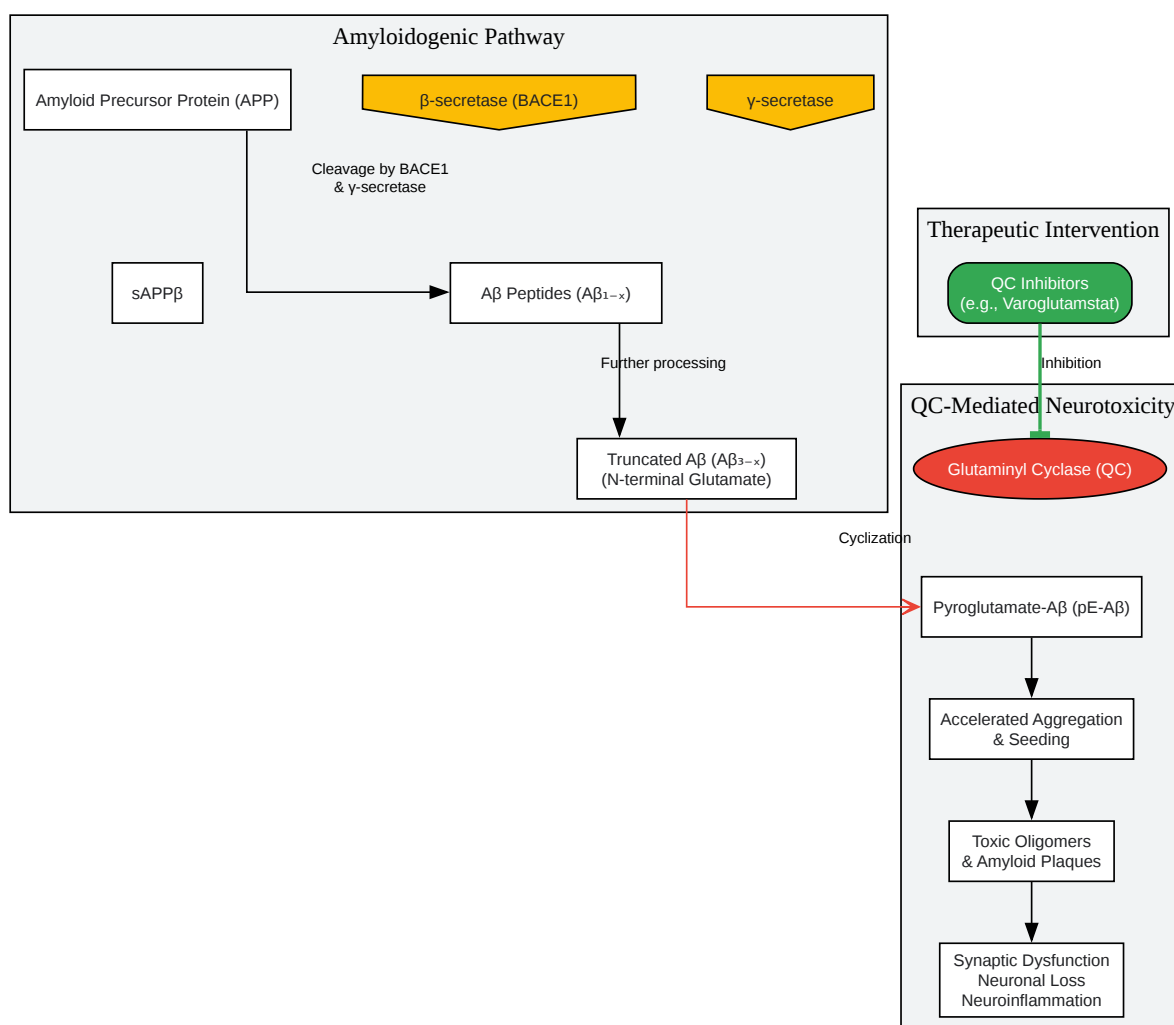 Amyloidogenic Pathway
Amyloid Precursor Protein (APP)
β-secretase (BACE1)
γ-secretase
Cleavage by BACE1
& γ-secretase
sAPPβ
Aβ Peptides (Aβ₁₋ₓ)
Further processing
Truncated Aβ (Aβ₃₋ₓ)
(N-terminal Glutamate)
Therapeutic Intervention
QC Inhibitors
(e.g., Varoglutamstat)
Inhibition
QC-Mediated Neurotoxicity
Glutaminyl Cyclase (QC)
Cyclization
Pyroglutamate-Aβ (pE-Aβ)
Accelerated Aggregation
& Seeding
Toxic Oligomers
& Amyloid Plaques
Synaptic Dysfunction
Neuronal Loss
Neuroinflammation